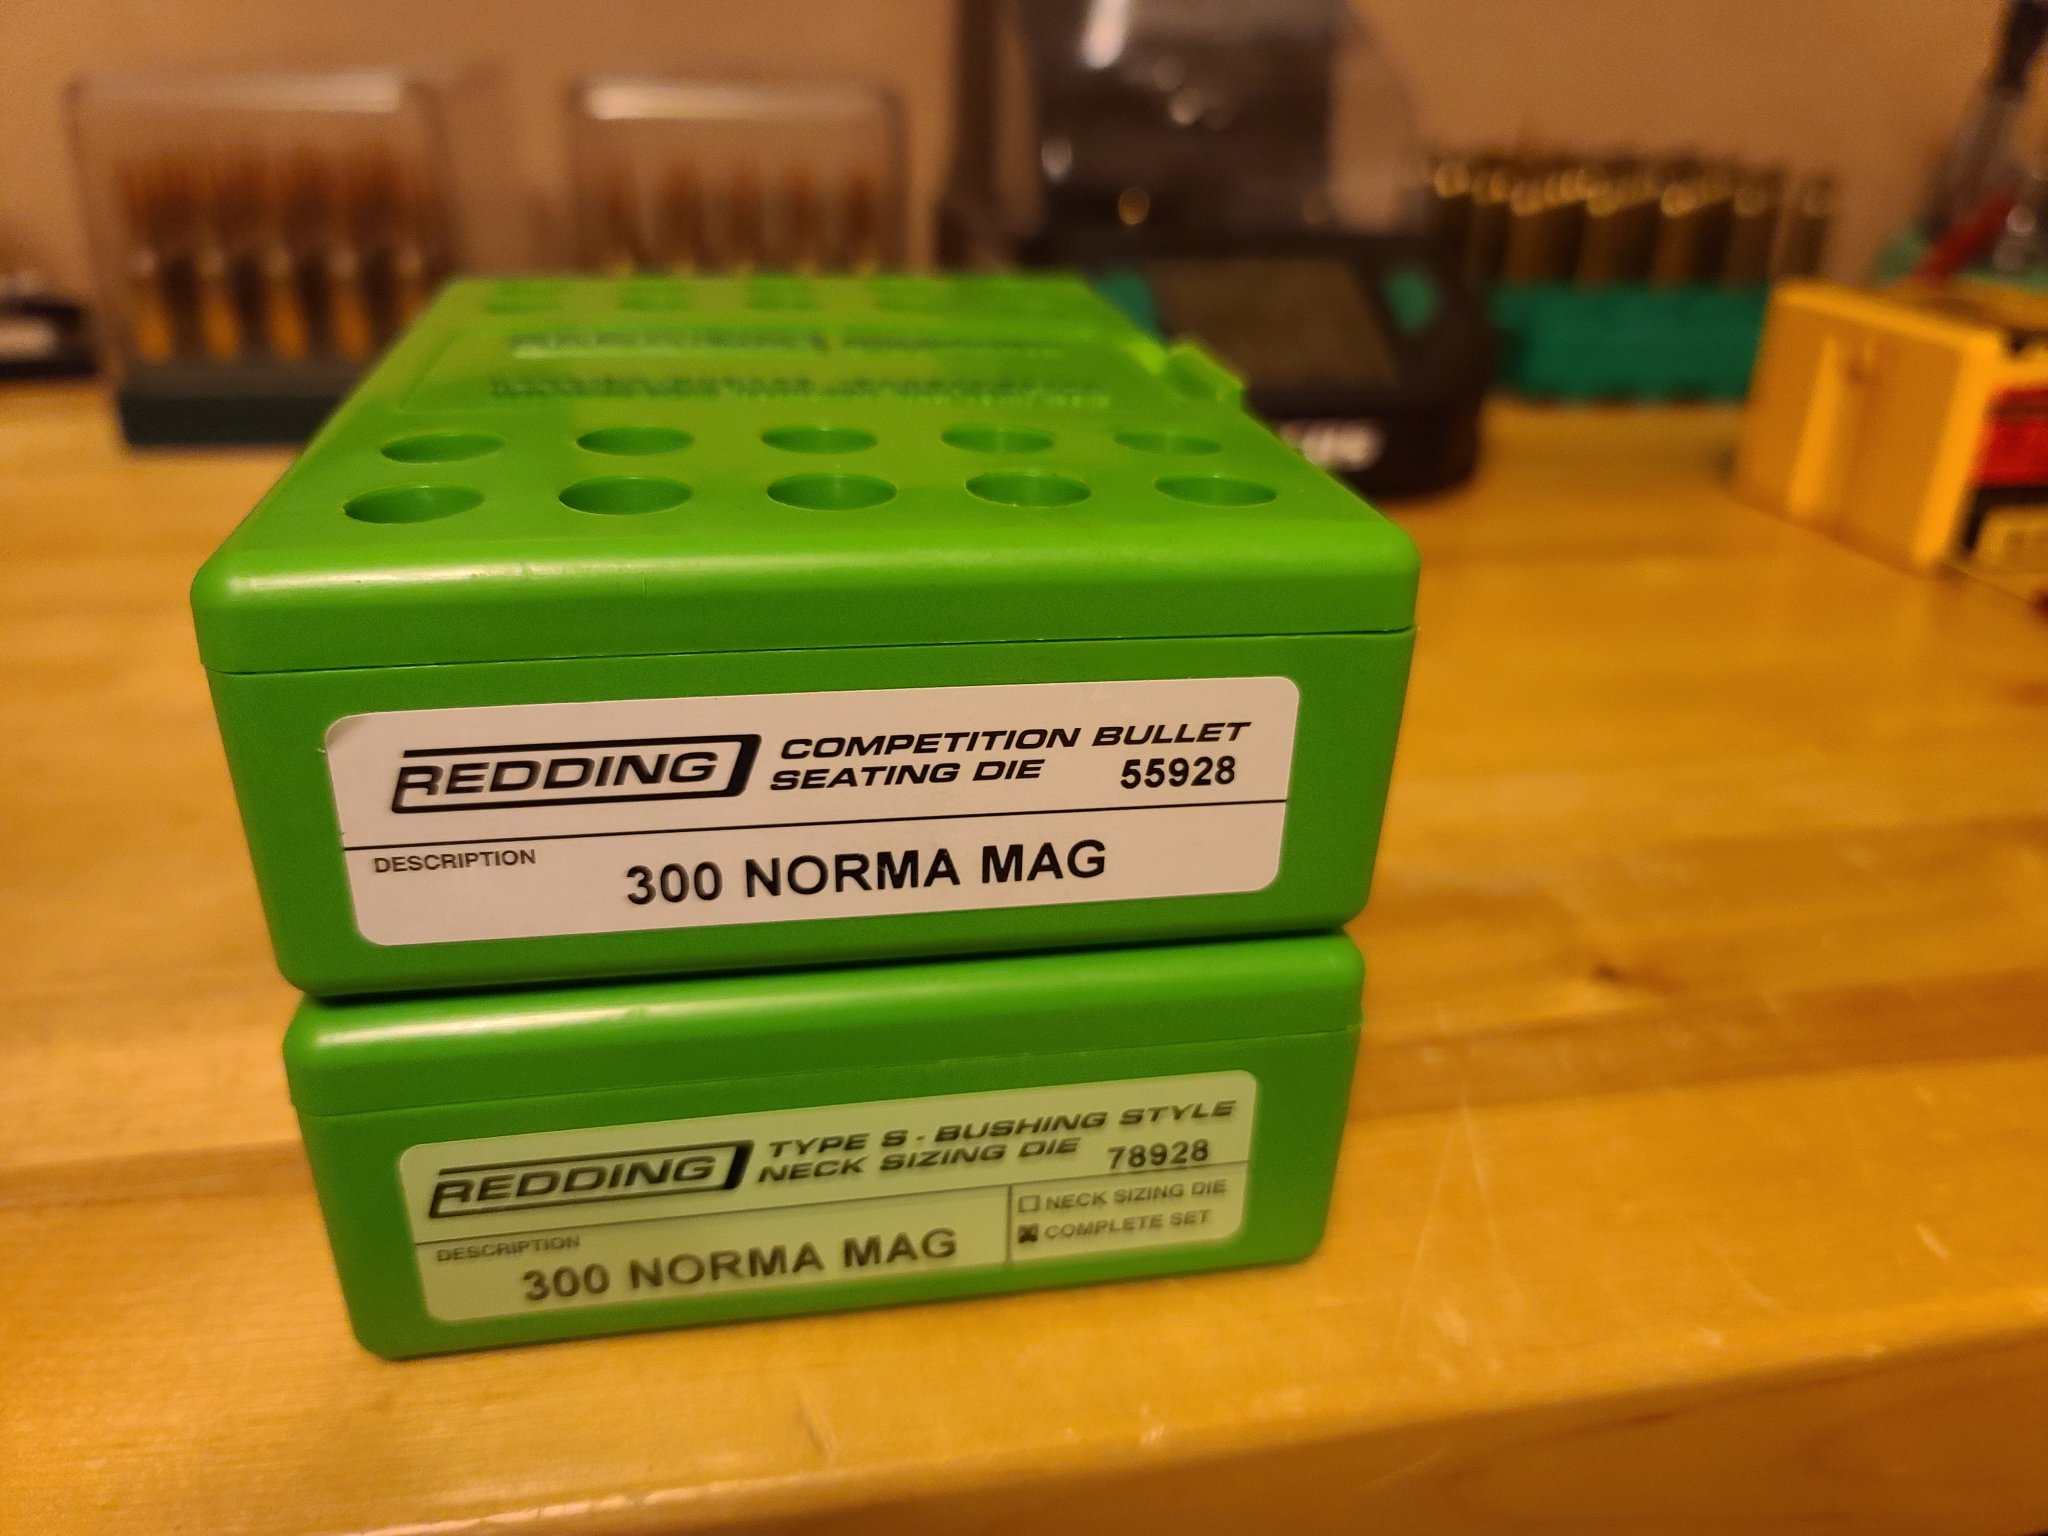 REDDING
COMPETITION BULLET
SEATING DIE 55928
DESCRIPTION
300 NORMA MAG
REDDING
TYPE S - BUSHING STYLE
NECK SIZING DIE 78928
NECK SIZING DIE
COMPLETE SET
DESCRIPTION
300 NORMA MAG